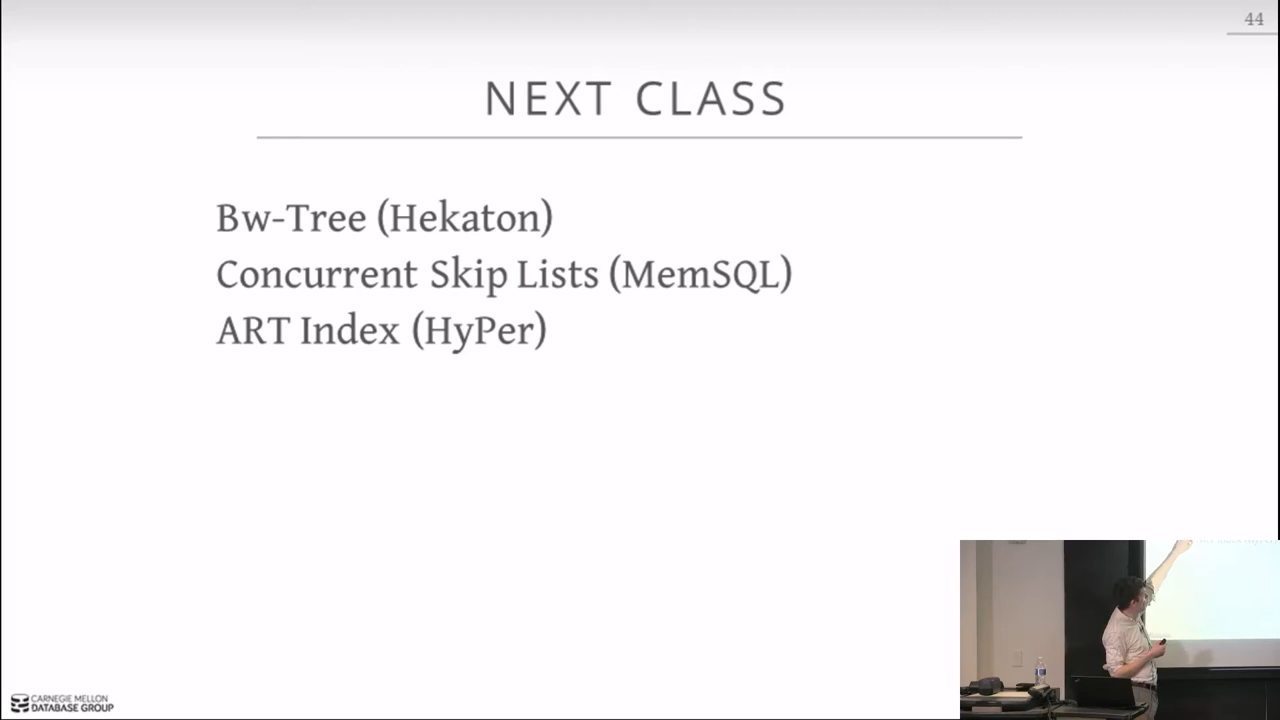 44
NEXT CLASS
Bw-Tree (Hekaton)
Concurrent Skip Lists (MemSQL)
ART Index (HyPer)
CARNEGIE MELLON
DATABASE GROUP